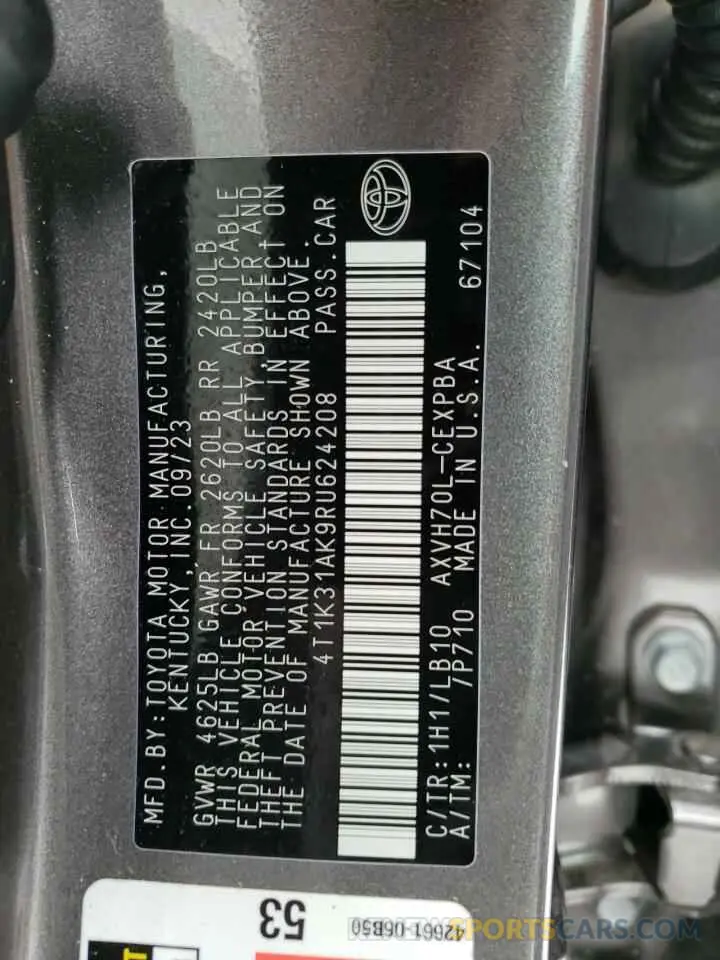 MFD. BY: TOYOTA MOTOR MANUFACTURING,
KENTUCKY, INC. 09/23
GVWR 4625LB GAWR FR 2620LB RR 2420LB
THIS VEHICLE CONFORMS TO ALL APPLICABLE
FEDERAL MOTOR VEHICLE SAFETY, BUMPER AND
THEFT PREVENTION STANDARDS IN EFFECT ON
THE DATE OF MANUFACTURE SHOWN ABOVE.
4T1K31AK9RU624208 PASS. CAR
C/TR: 1H1/LB10 AXVH70L-CEXPBA 67104
A/TM: 7P710 MADE IN U.S.A.
53
42661-06B50
AUTOSPORTSCARS.COM